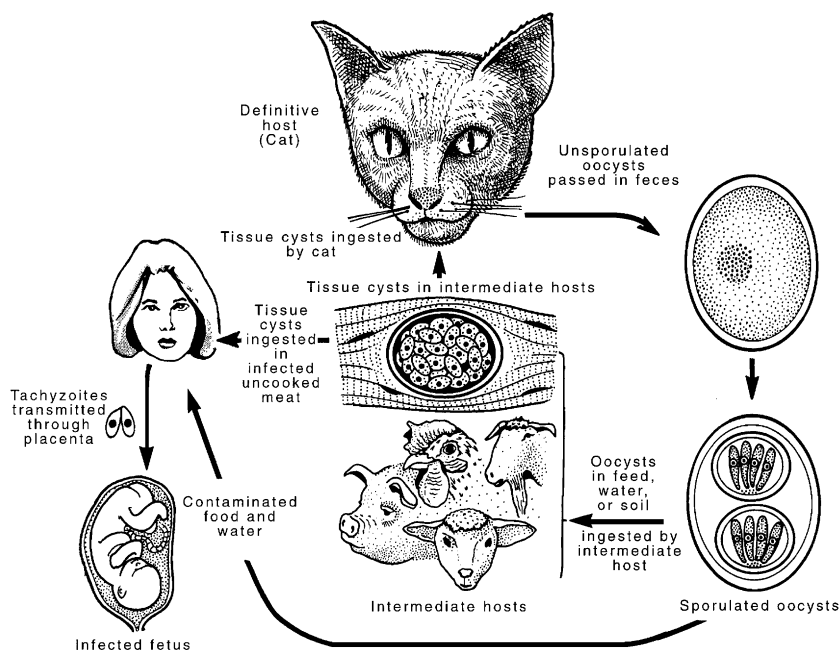 Definitive
host
(Cat)
Unsporulated
oocysts
passed in feces
Tissue cysts ingested
by cat
Tissue cysts in intermediate hosts
Tissue
cysts
ingested
in
infected
uncooked
meat
Tachyzoites
transmitted
through
placenta
Contaminated
food and
water
Oocysts
in feed,
water,
or soil
ingested by
intermediate
host
Intermediate hosts
Sporulated oocysts
Infected fetus